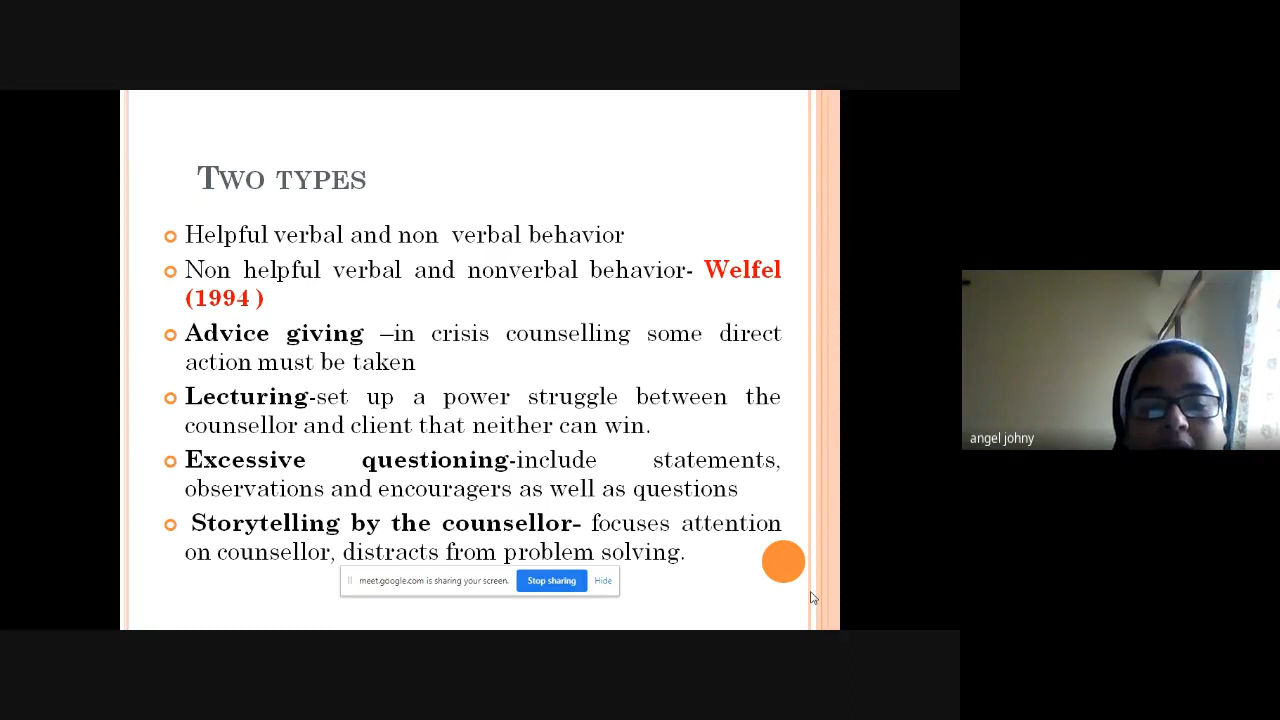 Two types
Helpful verbal and non verbal behavior
Non helpful verbal and nonverbal behavior- Welfel
(1994 )
Advice giving –in crisis counselling some direct
action must be taken
Lecturing-set up a power struggle between the
counsellor and client that neither can win.
Excessive questioning-include statements,
observations and encouragers as well as questions
Storytelling by the counsellor- focuses attention
on counsellor, distracts from problem solving.
meet.google.com is sharing your screen. Stop sharing Hide
angel johny